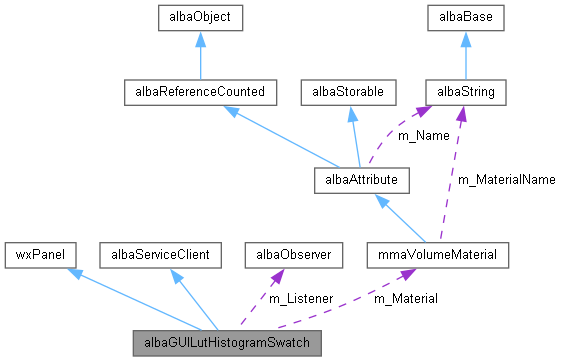 albaObject
albaBase
albaReferenceCounted
albaStorable
albaString
m_Name
albaAttribute
m_MaterialName
wxPanel
albaServiceClient
albaObserver
mmaVolumeMaterial
m_Listener
m_Material
albaGUILutHistogramSwatch